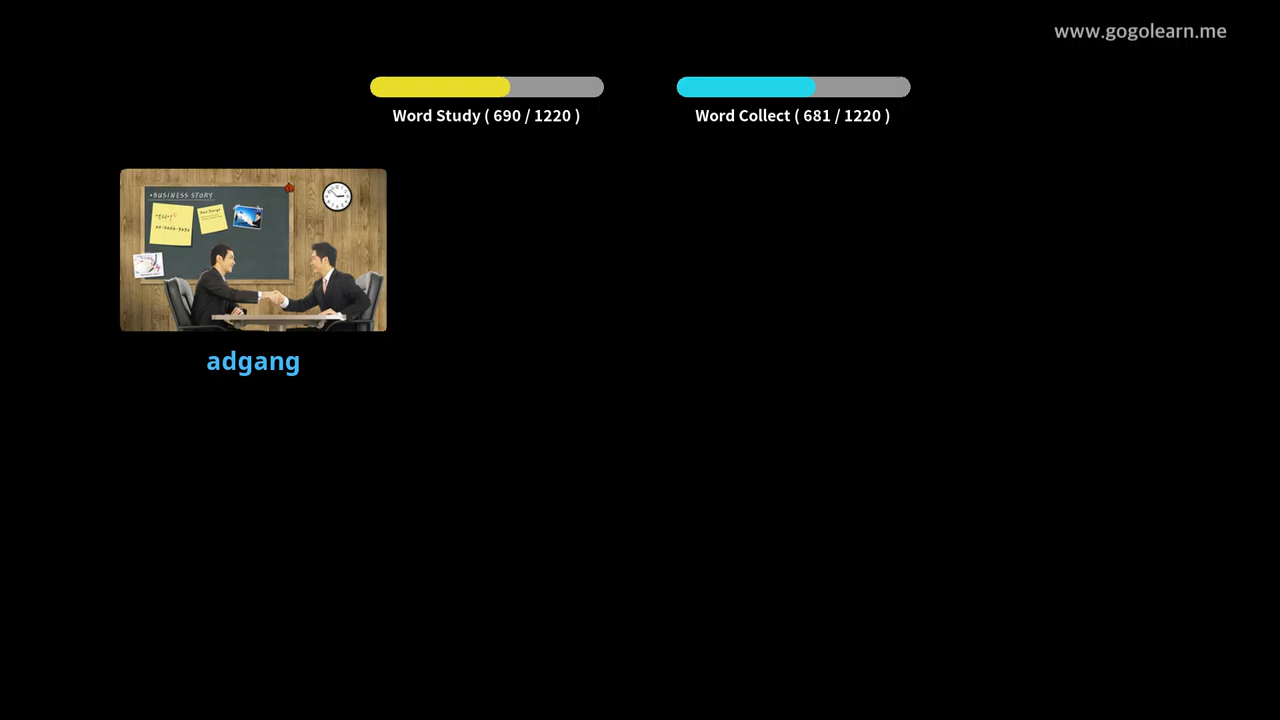 www.gogolearn.me
Word Study ( 690 / 1220 )
Word Collect ( 681 / 1220 )
•BUSINESS STORY
adgang